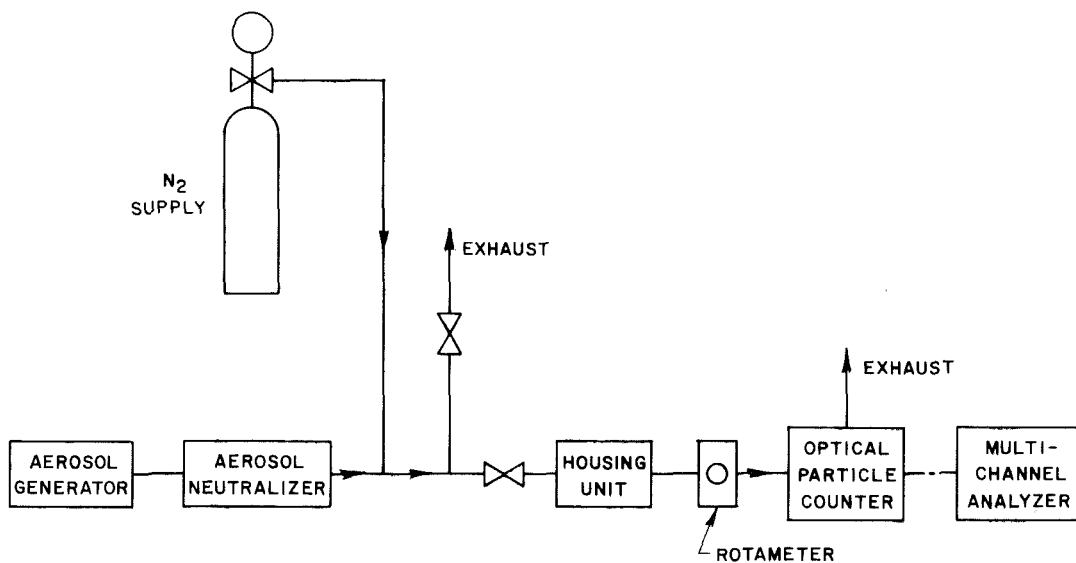 N2
SUPPLY
EXHAUST
EXHAUST
AEROSOL
GENERATOR
AEROSOL
NEUTRALIZER
HOUSING
UNIT
OPTICAL
PARTICLE
COUNTER
MULTI-
CHANNEL
ANALYZER
ROTAMETER